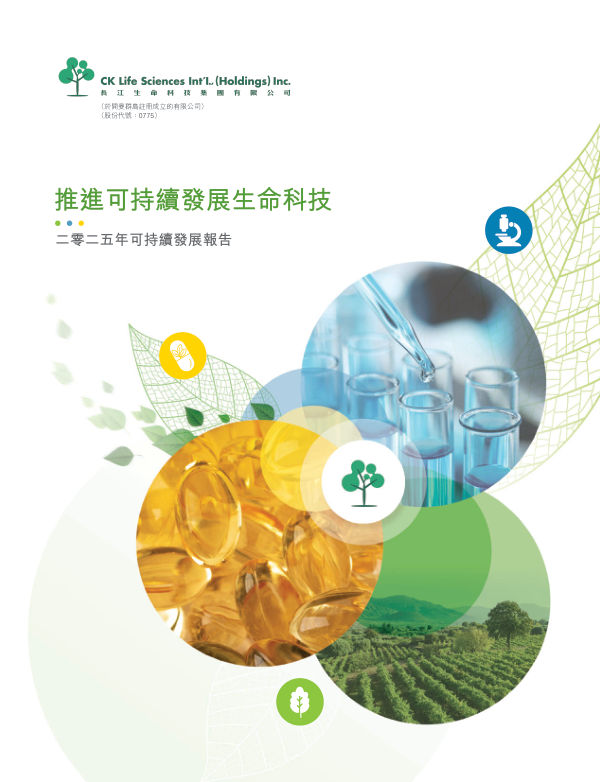 CK Life Sciences Int'l., (Holdings) Inc.
長江生命科技集團有限公司
（於開曼群島註冊成立的有限公司）
（股份代號：0775）
推進可持續發展生命科技
二零二五年可持續發展報告